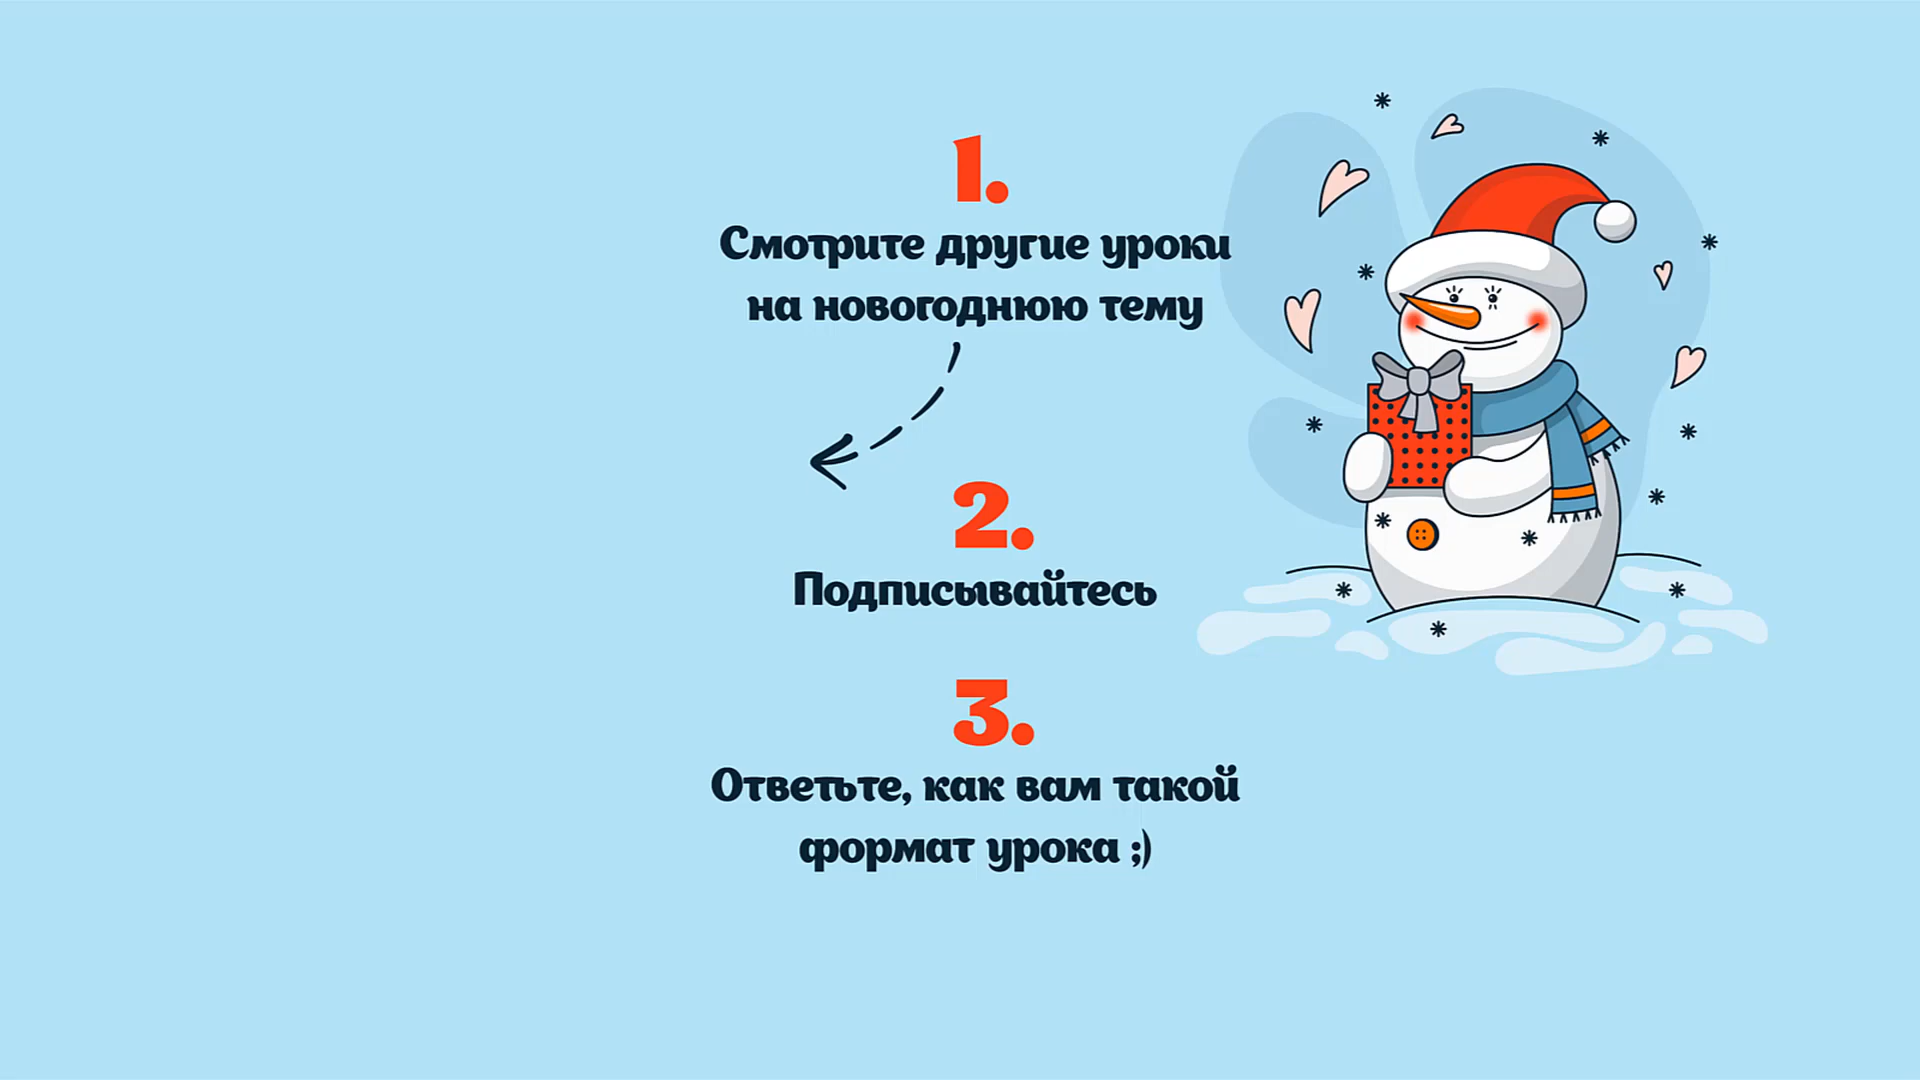 1.
Смотрите другие уроки
на новогоднюю тему
2.
Подписывайтесь
3.
Ответьте, как вам такой
формат урока ;)